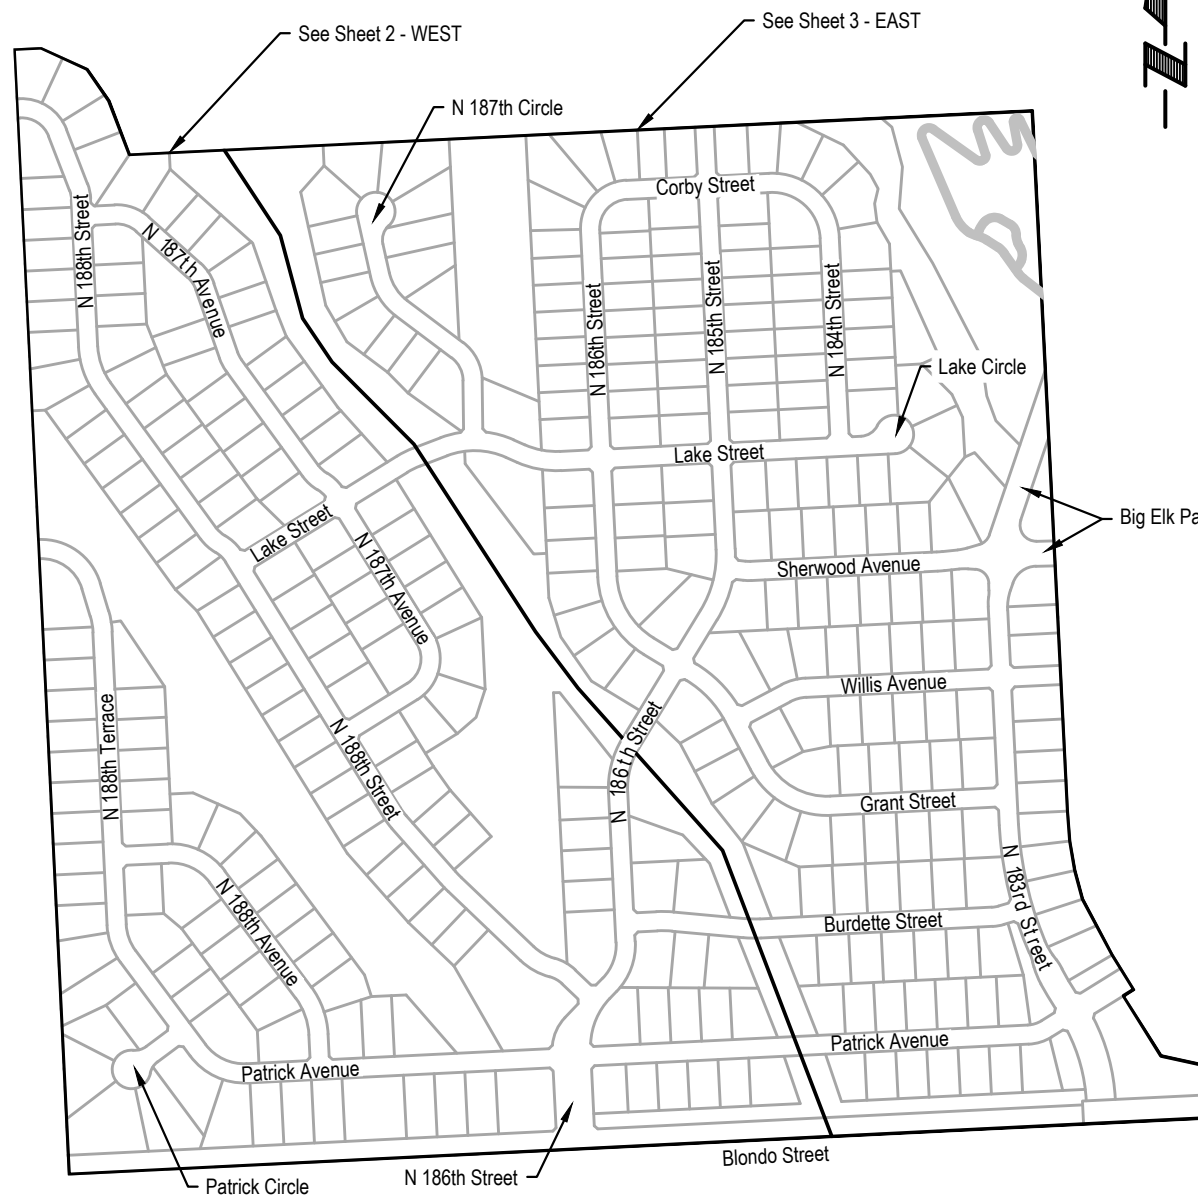 See Sheet 3 - EAST
See Sheet 2 - WEST
N 187th Circle
Corby Street
N 188th Street
N 187th Avenue
N 186th Street
N 185th Street
N 184th Street
Lake Circle
Lake Street
Lake Street
Big Elk Pa
N 187th Avenue
Sherwood Avenue
Willis Avenue
N 188th Terrace
N 188th Street
N 186th Street
Grant Street
N 183rd Street
N 188th Avenue
Burdette Street
Patrick Avenue
Patrick Avenue
Blondo Street
N 186th Street
Patrick Circle